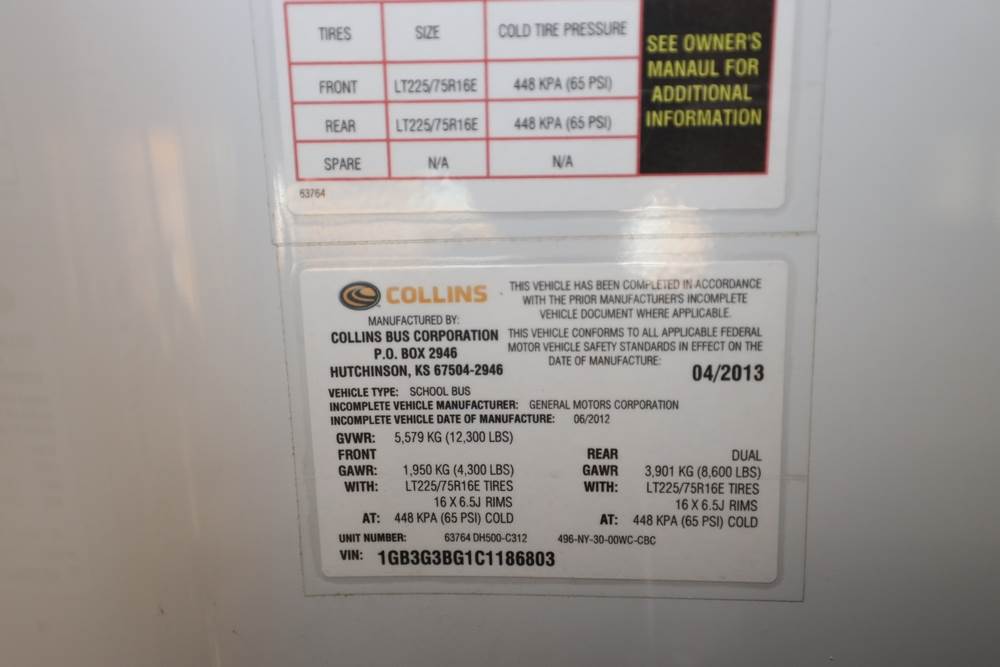 TIRES SIZE COLD TIRE PRESSURE
FRONT LT225/75R16E 448 KPA (65 PSI)
REAR LT225/75R16E 448 KPA (65 PSI)
SPARE N/A N/A
SEE OWNER'S
MANAUL FOR
ADDITIONAL
INFORMATION
63764
COLLINS
MANUFACTURED BY:
COLLINS BUS CORPORATION
P.O. BOX 2946
HUTCHINSON, KS 67504-2946
THIS VEHICLE HAS BEEN COMPLETED IN ACCORDANCE
WITH THE PRIOR MANUFACTURER'S INCOMPLETE
VEHICLE DOCUMENT WHERE APPLICABLE.
THIS VEHICLE CONFORMS TO ALL APPLICABLE FEDERAL
MOTOR VEHICLE SAFETY STANDARDS IN EFFECT ON THE
DATE OF MANUFACTURE:
04/2013
VEHICLE TYPE: SCHOOL BUS
INCOMPLETE VEHICLE MANUFACTURER: GENERAL MOTORS CORPORATION
INCOMPLETE VEHICLE DATE OF MANUFACTURE: 06/2012
GVWR: 5,579 KG (12,300 LBS)
FRONT REAR DUAL
GAWR: 1,950 KG (4,300 LBS) GAWR 3,901 KG (8,600 LBS)
WITH: LT225/75R16E TIRES WITH: LT225/75R16E TIRES
16 X 6.5J RIMS 16 X 6.5J RIMS
AT: 448 KPA (65 PSI) COLD AT: 448 KPA (65 PSI) COLD
UNIT NUMBER: 63764 DH500-C312 496-NY-30-00WC-CBC
VIN: 1GB3G3BG1C1186803